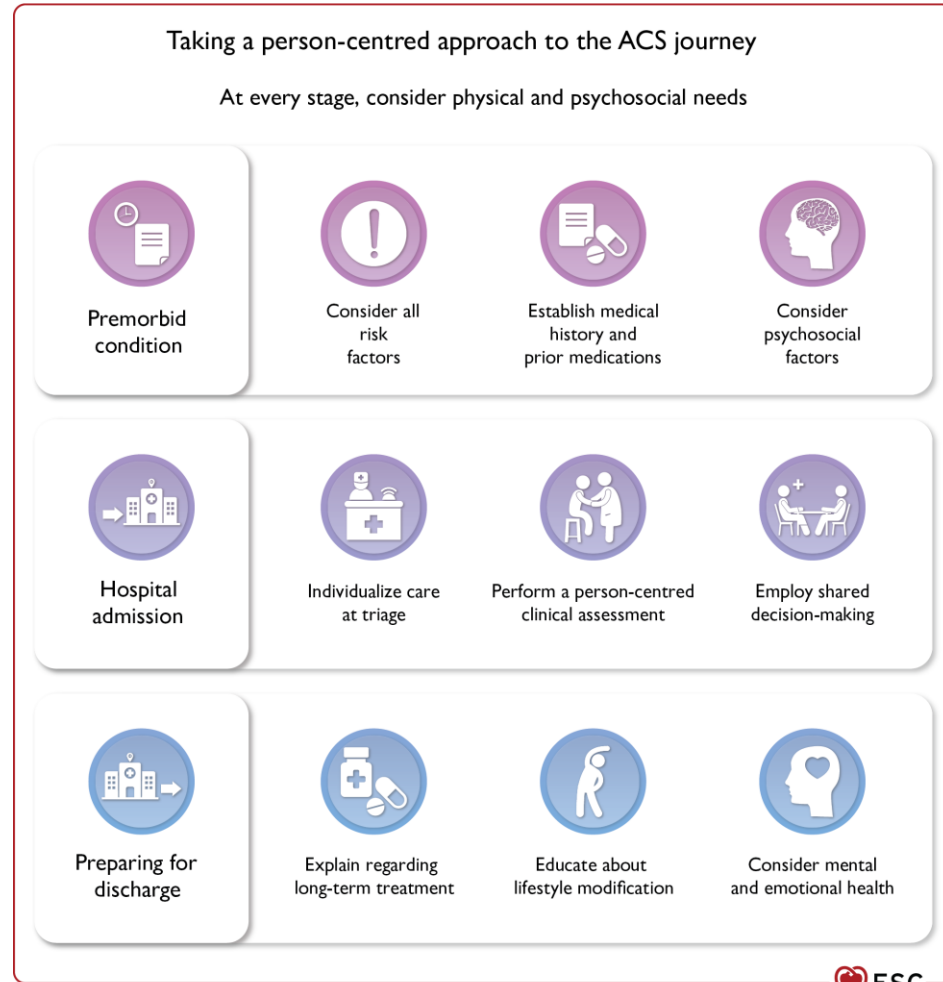 Taking a person-centred approach to the ACS journey
At every stage, consider physical and psychosocial needs
Premorbid
condition
Consider all
risk
factors
Establish medical
history and
prior medications
Consider
psychosocial
factors
Hospital
admission
Individualize care
at triage
Perform a person-centred
clinical assessment
Employ shared
decision-making
Preparing for
discharge
Explain regarding
long-term treatment
Educate about
lifestyle modification
Consider mental
and emotional health
ESC